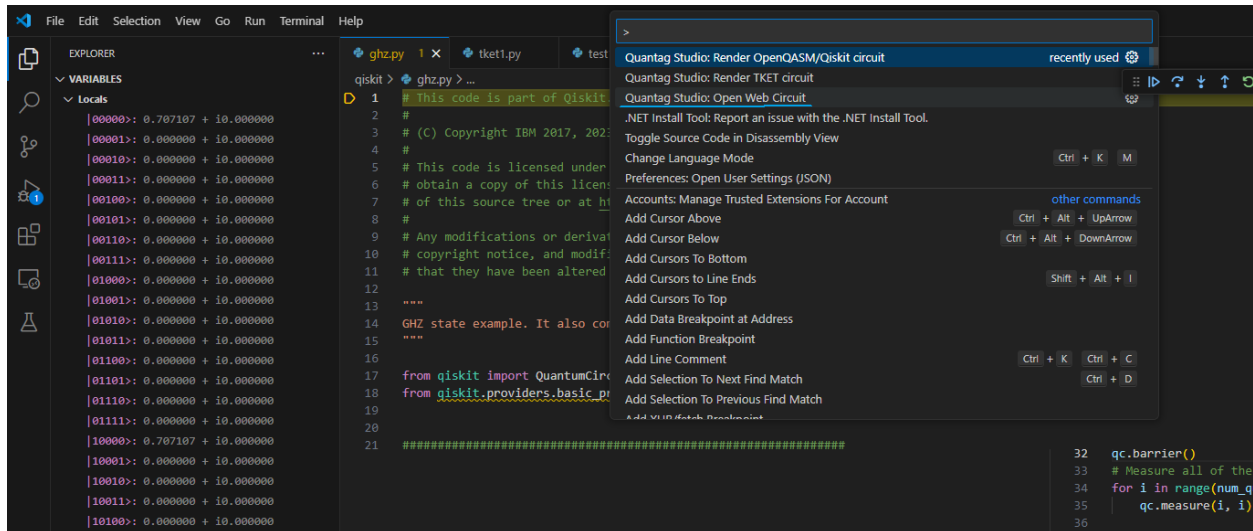 File Edit Selection View Go Run Terminal Help
EXPLORER ...
VARIABLES
Locals
|00000>: 0.707107 + i0.000000
|00001>: 0.000000 + i0.000000
|00010>: 0.000000 + i0.000000
|00011>: 0.000000 + i0.000000
|00100>: 0.000000 + i0.000000
|00101>: 0.000000 + i0.000000
|00110>: 0.000000 + i0.000000
|00111>: 0.000000 + i0.000000
|01000>: 0.000000 + i0.000000
|01001>: 0.000000 + i0.000000
|01010>: 0.000000 + i0.000000
|01011>: 0.000000 + i0.000000
|01100>: 0.000000 + i0.000000
|01101>: 0.000000 + i0.000000
|01110>: 0.000000 + i0.000000
|01111>: 0.000000 + i0.000000
|10000>: 0.707107 + i0.000000
|10001>: 0.000000 + i0.000000
|10010>: 0.000000 + i0.000000
|10011>: 0.000000 + i0.000000
|10100>: 0.000000 + i0.000000
1
ghz.py 1 tket1.py test
qiskit > ghz.py > ...
1 # This code is part of Qiskit
2 #
3 # (C) Copyright IBM 2017, 2023
4 #
5 # This code is licensed under
6 # obtain a copy of this licens
7 # of this source tree or at ht
8 #
9 # Any modifications or derivat
10 # copyright notice, and modifi
11 # that they have been altered
12
13 """
14 GHZ state example. It also con
15 """
16
17 from qiskit import QuantumCirc
18 from qiskit.providers.basic_pr
19
20
21 ###############################################################
>
Quantag Studio: Render OpenQASM/Qiskit circuit recently used
Quantag Studio: Render TKET circuit
Quantag Studio: Open Web Circuit
.NET Install Tool: Report an issue with the .NET Install Tool.
Toggle Source Code in Disassembly View
Change Language Mode Ctrl + K M
Preferences: Open User Settings (JSON)
Accounts: Manage Trusted Extensions For Account other commands
Add Cursor Above Ctrl + Alt + UpArrow
Add Cursor Below Ctrl + Alt + DownArrow
Add Cursors To Bottom
Add Cursors to Line Ends Shift + Alt + I
Add Cursors To Top
Add Data Breakpoint at Address
Add Function Breakpoint
Add Line Comment Ctrl + K Ctrl + C
Add Selection To Next Find Match Ctrl + D
Add Selection To Previous Find Match
Add XHR/fetch Breakpoint
32 qc.barrier()
33 # Measure all of the
34 for i in range(num_q
35 qc.measure(i, i)
36